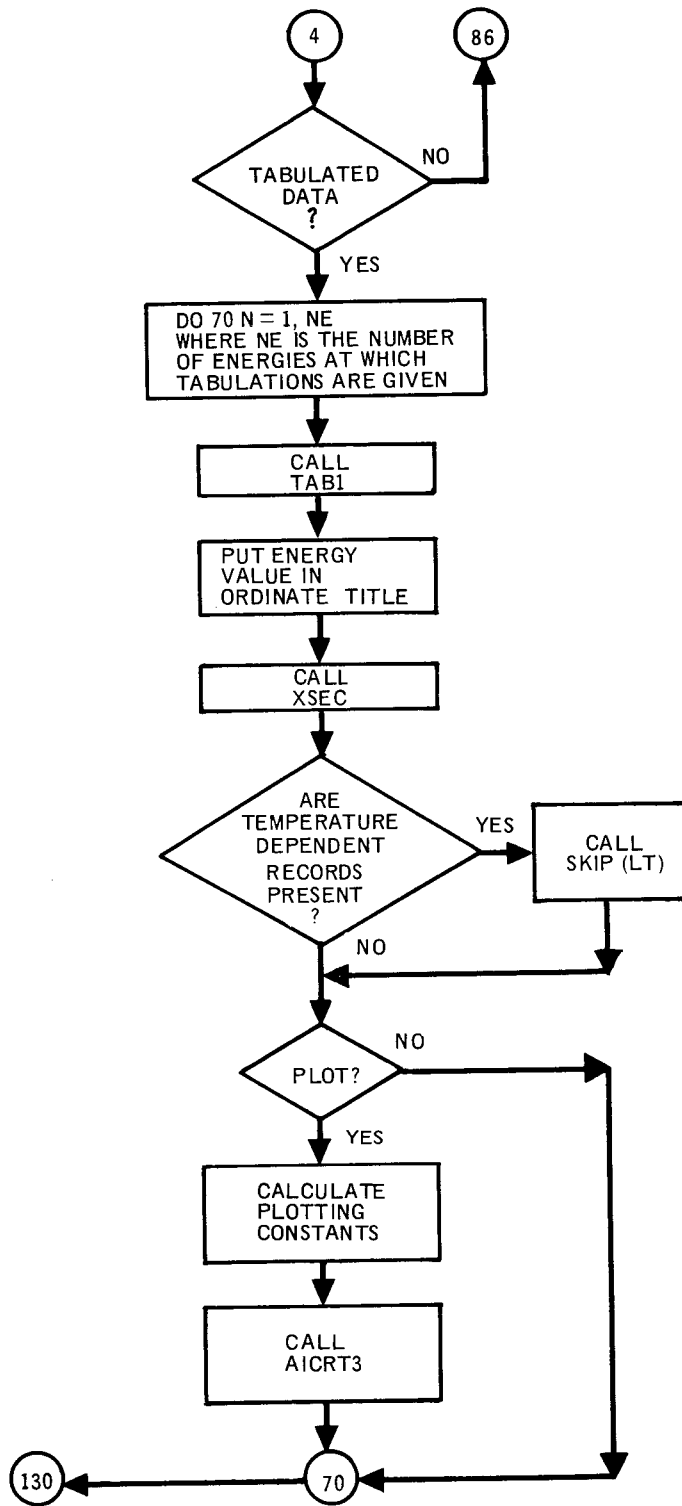 4
86
NO
TABULATED
DATA
?
YES
DO 70 N = 1, NE
WHERE NE IS THE NUMBER
OF ENERGIES AT WHICH
TABULATIONS ARE GIVEN
CALL
TAB1
PUT ENERGY
VALUE IN
ORDINATE TITLE
CALL
XSEC
ARE
TEMPERATURE
DEPENDENT
RECORDS
PRESENT
?
YES
CALL
SKIP (LT)
NO
PLOT?
NO
YES
CALCULATE
PLOTTING
CONSTANTS
CALL
AICRT3
130
70